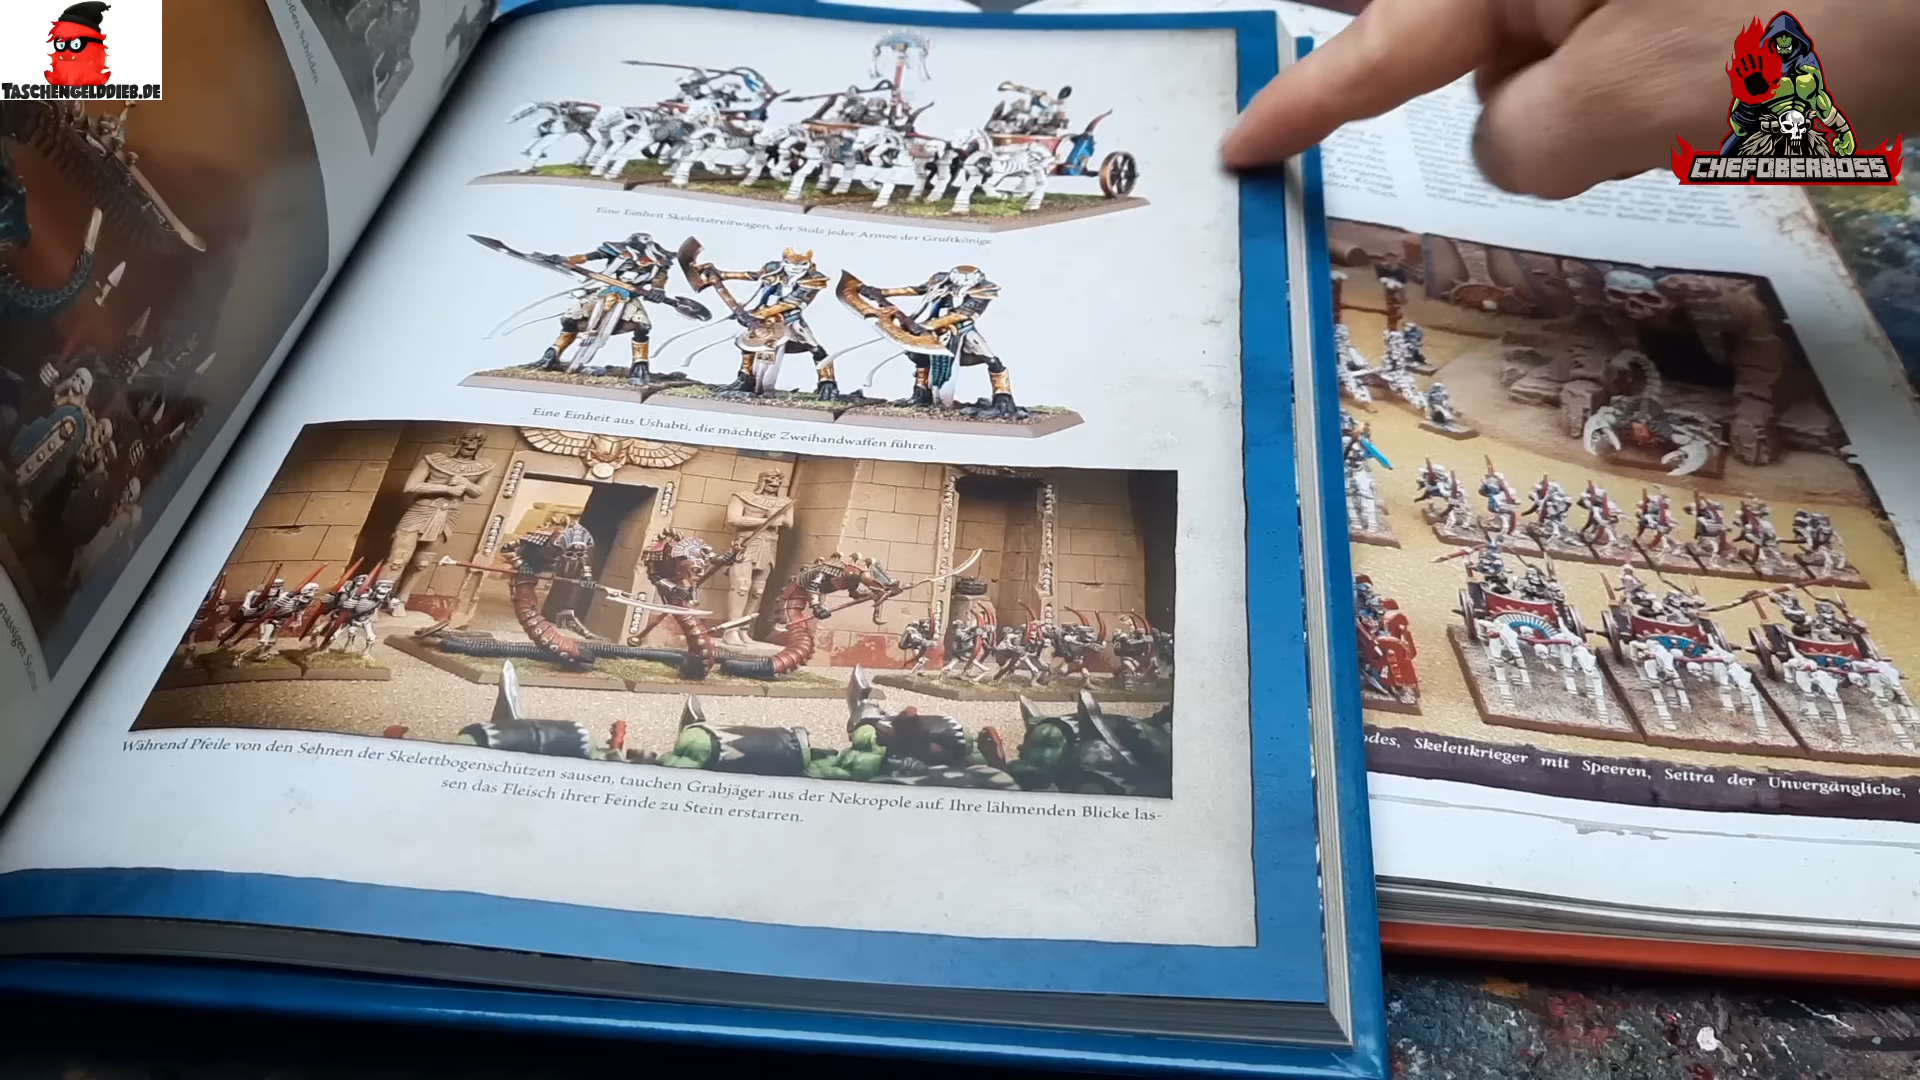 TASCHENGELDDIEB.DE
CHEFOBERBOSS
Eine Einheit Skelettstreitwagen, der Stolz jeder Armee der Gruftkönige
Eine Einheit aus Ushabti, die mächtige Zweihandwaffen führen.
Während Pfeile von den Sehnen der Skelettbogenschützen sausen, tauchen Grabjäger aus der Nekropole auf. Ihre lähmenden Blicke las-
sen das Fleisch ihrer Feinde zu Stein erstarren.
odes, Skelettkrieger mit Speeren, Settra der Unvergängliche,